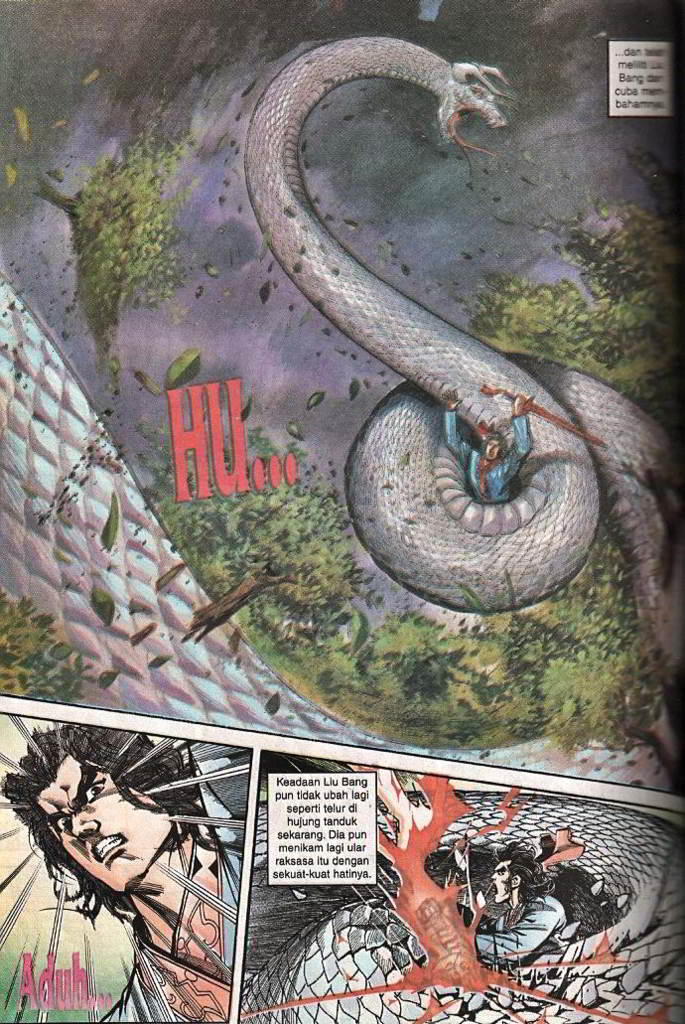 ...dan telah
melilit Liu
Bang dan
cuba mem-
bahamnya.
HU...
Aduh...
Keadaan Liu Bang
pun tidak ubah lagi
seperti telur di
hujung tanduk
sekarang. Dia pun
menikam lagi ular
raksasa itu dengan
sekuat-kuat hatinya.